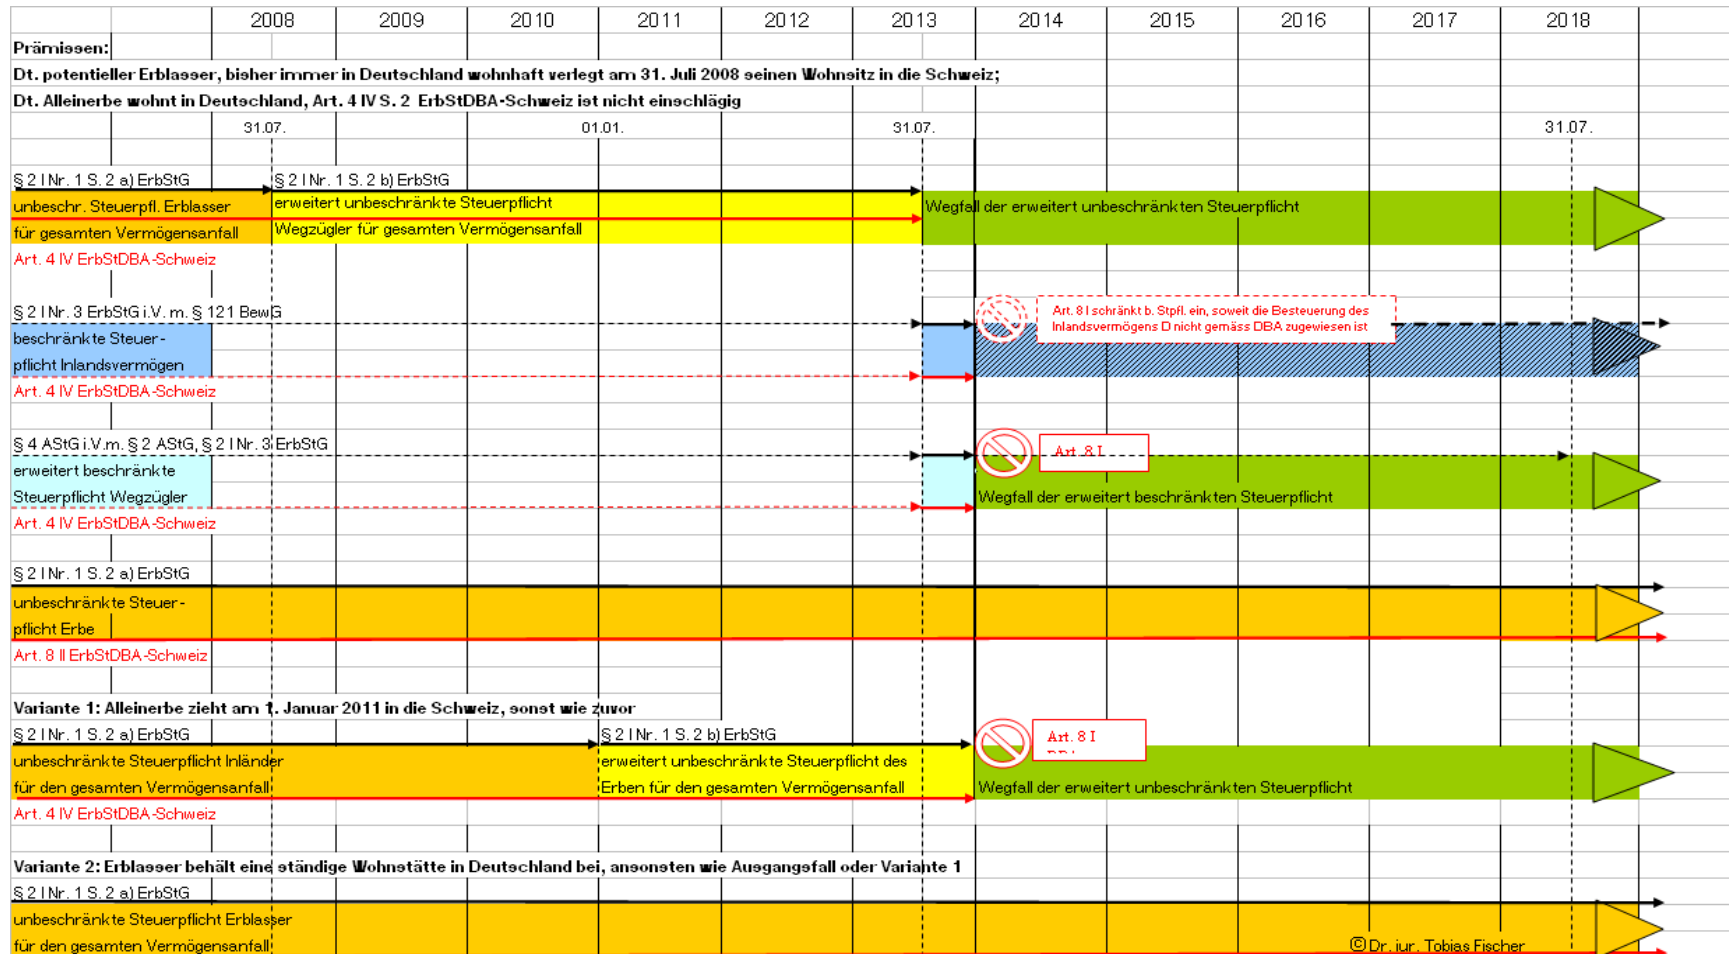 2008 2009 2010 2011 2012 2013 2014 2015 2016 2017 2018
Prämissen:
Dt. potentieller Erblasser, bisher immer in Deutschland wohnhaft verlegt am 31. Juli 2008 seinen Wohnsitz in die Schweiz;
Dt. Alleinerbe wohnt in Deutschland, Art. 4 IV S. 2 ErbStDBA-Schweiz ist nicht einschlägig
31.07. 01.01. 31.07. 31.07.
§ 2 I Nr. 1 S. 2 a) ErbStG § 2 I Nr. 1 S. 2 b) ErbStG
unbeschr. Steuerpfl. Erblasser erweitert unbeschränkte Steuerpflicht Wegfall der erweitert unbeschränkten Steuerpflicht
für gesamten Vermögensanfall Wegzügler für gesamten Vermögensanfall
Art. 4 IV ErbStDBA-Schweiz
§ 2 I Nr. 3 ErbStG i.V. m. § 121 BewG
Art. 8 I schränkt b. Stpfl. ein, soweit die Besteuerung des
Inlandsvermögens D nicht gemäss DBA zugewiesen ist
beschränkte Steuer-
pflicht Inlandsvermögen
Art. 4 IV ErbStDBA-Schweiz
§ 4 AStG i.V.m. § 2 AStG, § 2 I Nr. 3 ErbStG
Art. 8 I
erweitert beschränkte
Steuerpflicht Wegzügler Wegfall der erweitert beschränkten Steuerpflicht
Art. 4 IV ErbStDBA-Schweiz
§ 2 I Nr. 1 S. 2 a) ErbStG
unbeschränkte Steuer-
pflicht Erbe
Art. 8 II ErbStDBA-Schweiz
Variante 1: Alleinerbe zieht am 1. Januar 2011 in die Schweiz, sonst wie zuvor
§ 2 I Nr. 1 S. 2 a) ErbStG § 2 I Nr. 1 S. 2 b) ErbStG Art. 8 I
unbeschränkte Steuerpflicht Inländer erweitert unbeschränkte Steuerpflicht des
für den gesamten Vermögensanfall Erben für den gesamten Vermögensanfall Wegfall der erweitert unbeschränkten Steuerpflicht
Art. 4 IV ErbStDBA-Schweiz
Variante 2: Erblasser behält eine ständige Wohnstätte in Deutschland bei, ansonsten wie Ausgangsfall oder Variante 1
§ 2 I Nr. 1 S. 2 a) ErbStG
unbeschränkte Steuerpflicht Erblasser
für den gesamten Vermögensanfall © Dr. iur. Tobias Fischer